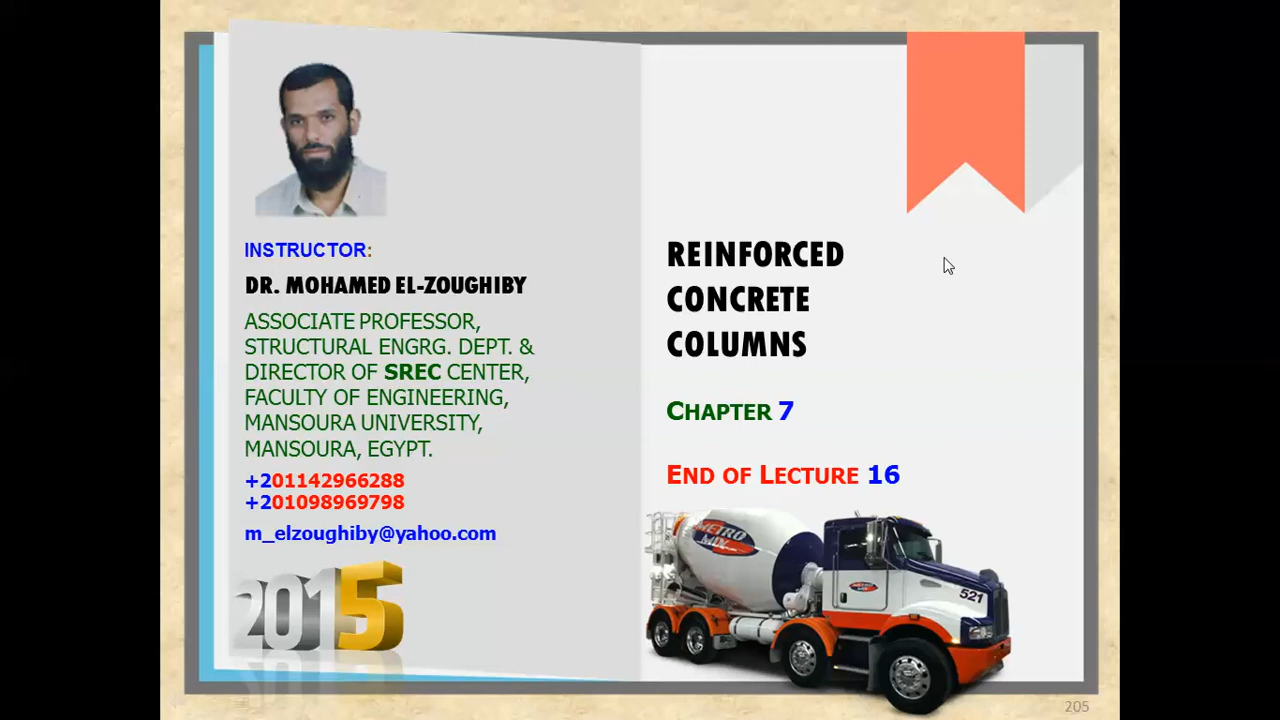 INSTRUCTOR:
DR. MOHAMED EL-ZOUGHIBY
ASSOCIATE PROFESSOR,
STRUCTURAL ENGRG. DEPT. &
DIRECTOR OF SREC CENTER,
FACULTY OF ENGINEERING,
MANSOURA UNIVERSITY,
MANSOURA, EGYPT.
+201142966288
+201098969798
m_elzoughiby@yahoo.com
2015
REINFORCED
CONCRETE
COLUMNS
CHAPTER 7
END OF LECTURE 16
METRO
MIX
521
205